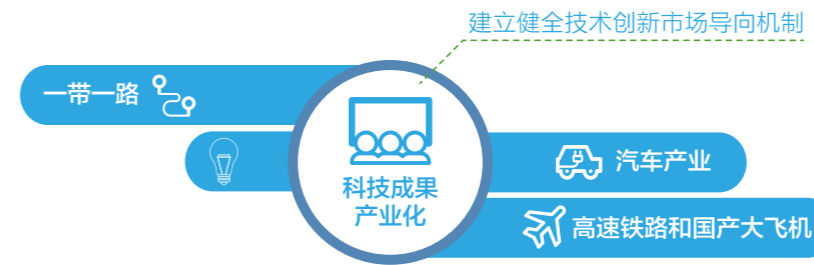 建立健全技术创新市场导向机制
一带一路
科技成果
产业化
汽车产业
高速铁路和国产大飞机